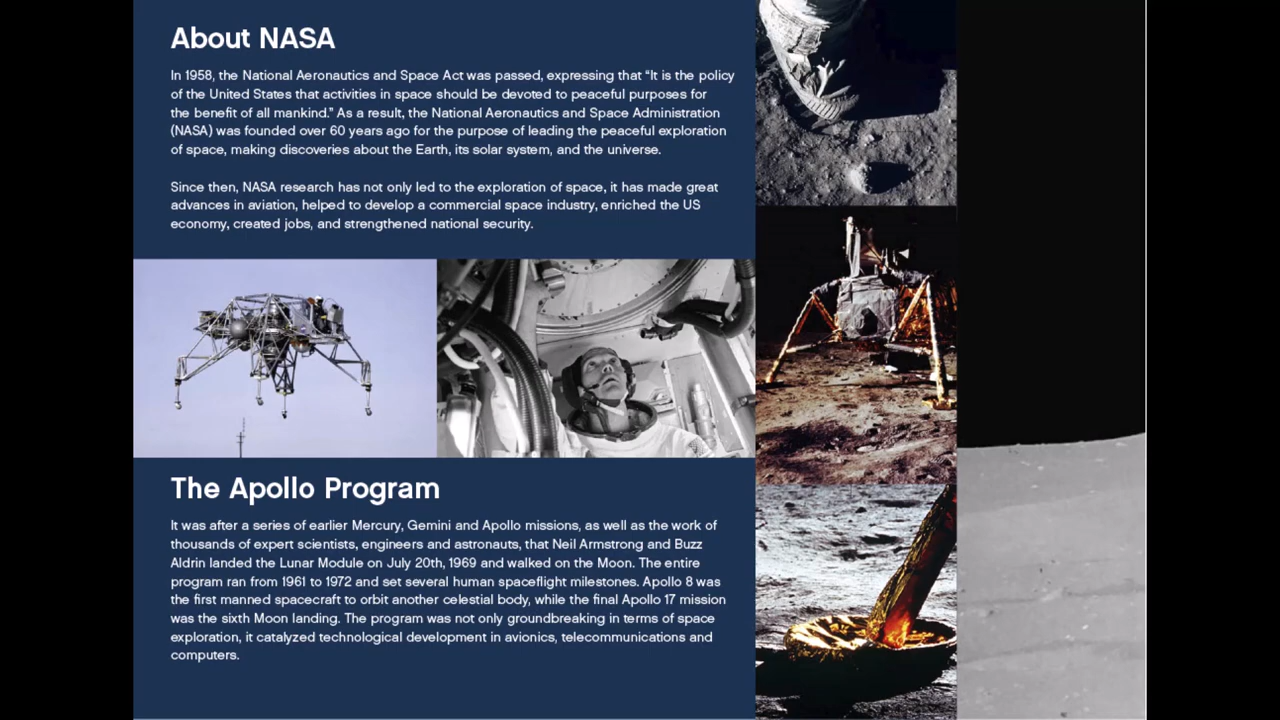 About NASA
In 1958, the National Aeronautics and Space Act was passed, expressing that “It is the policy
of the United States that activities in space should be devoted to peaceful purposes for
the benefit of all mankind.” As a result, the National Aeronautics and Space Administration
(NASA) was founded over 60 years ago for the purpose of leading the peaceful exploration
of space, making discoveries about the Earth, its solar system, and the universe.
Since then, NASA research has not only led to the exploration of space, it has made great
advances in aviation, helped to develop a commercial space industry, enriched the US
economy, created jobs, and strengthened national security.
The Apollo Program
It was after a series of earlier Mercury, Gemini and Apollo missions, as well as the work of
thousands of expert scientists, engineers and astronauts, that Neil Armstrong and Buzz
Aldrin landed the Lunar Module on July 20th, 1969 and walked on the Moon. The entire
program ran from 1961 to 1972 and set several human spaceflight milestones. Apollo 8 was
the first manned spacecraft to orbit another celestial body, while the final Apollo 17 mission
was the sixth Moon landing. The program was not only groundbreaking in terms of space
exploration, it catalyzed technological development in avionics, telecommunications and
computers.